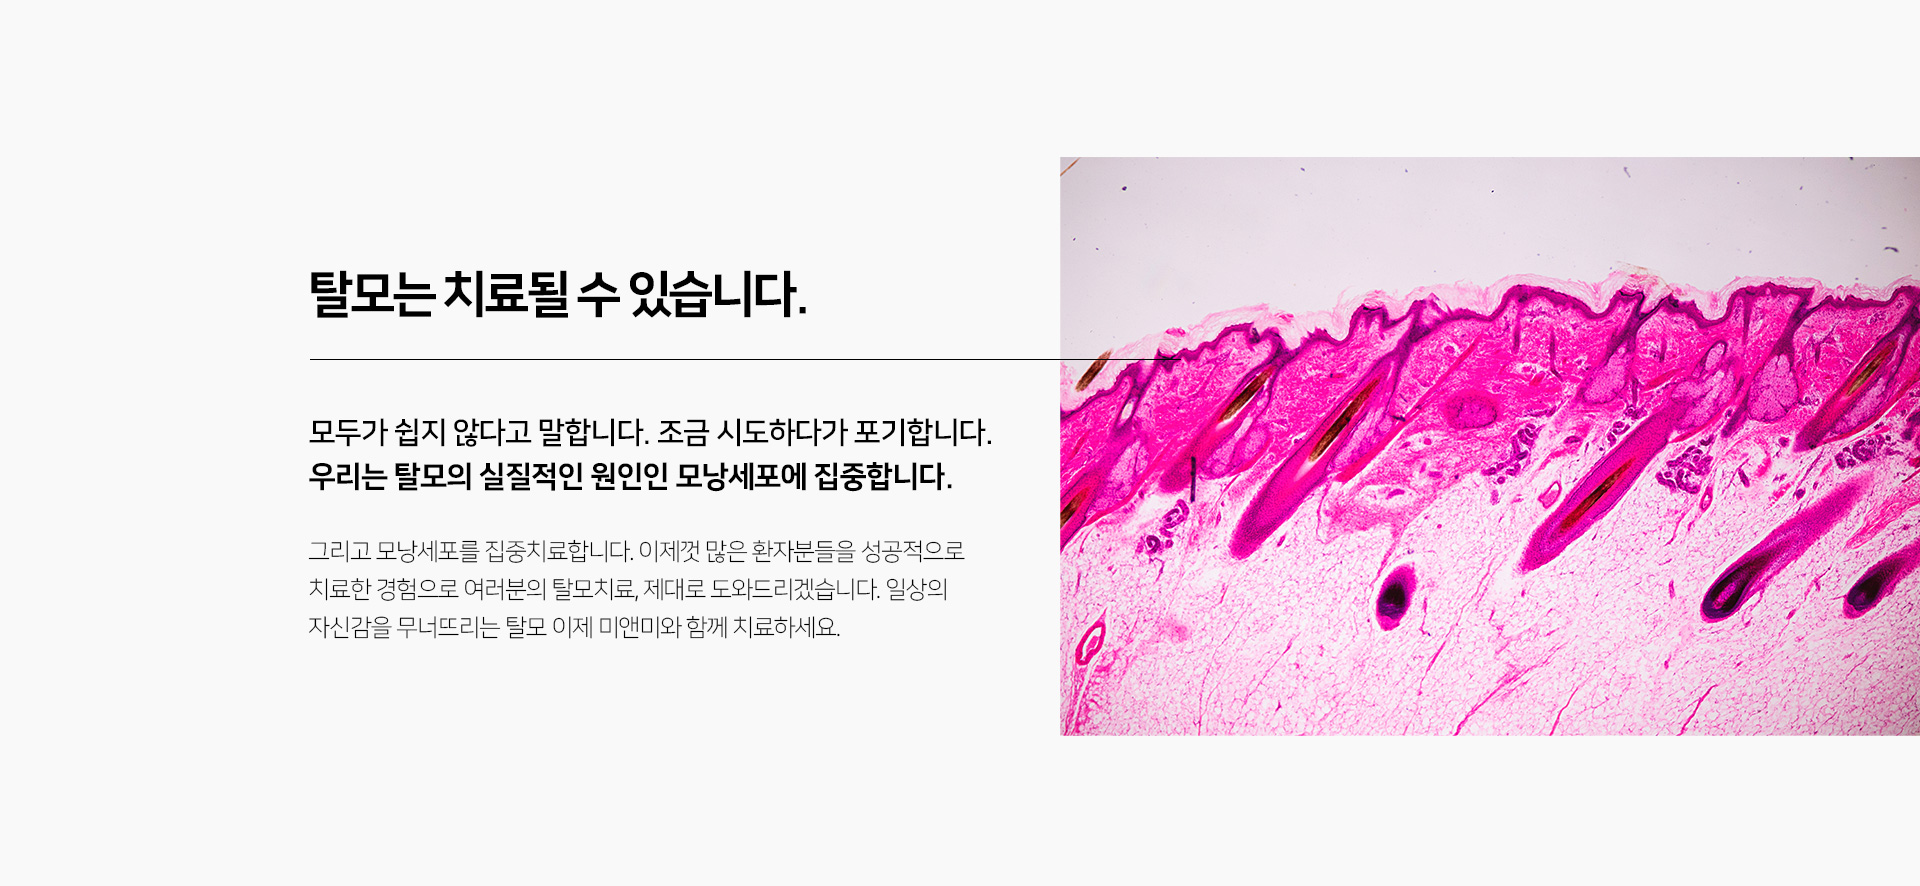 탈모는 치료될 수 있습니다.
모두가 쉽지 않다고 말합니다. 조금 시도하다가 포기합니다.
우리는 탈모의 실질적인 원인인 모낭세포에 집중합니다.
그리고 모낭세포를 집중치료합니다. 이제껏 많은 환자분들을 성공적으로
치료한 경험으로 여러분의 탈모치료, 제대로 도와드리겠습니다. 일상의
자신감을 무너뜨리는 탈모 이제 미앤미와 함께 치료하세요.